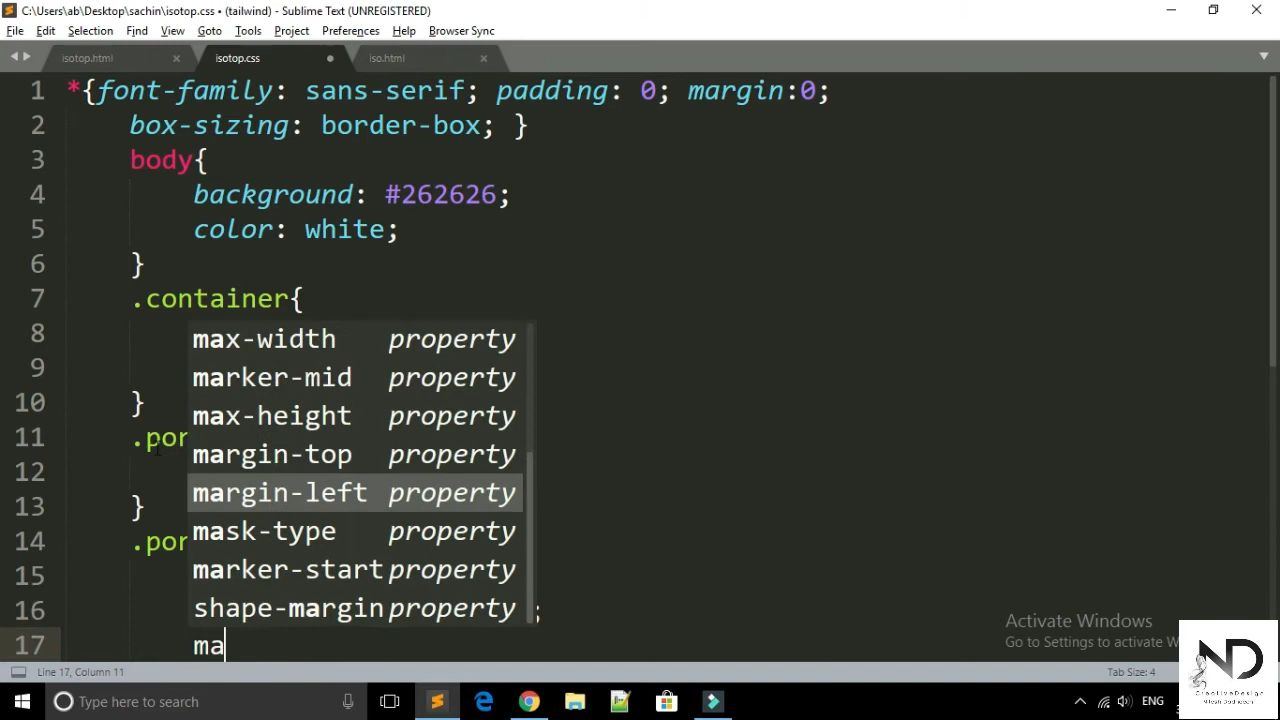 C:\Users\ab\Desktop\sachin\isotop.css • (tailwind) - Sublime Text (UNREGISTERED)
File Edit Selection Find View Goto Tools Project Preferences Help Browser Sync
isotop.html isotop.css iso.html
1 *{font-family: sans-serif; padding: 0; margin:0;
2 box-sizing: border-box; }
3 body{
4 background: #262626;
5 color: white;
6 }
7 .container{
8 max-width property
9 marker-mid property
10 } max-height property
11 .por margin-top property
12 margin-left property
13 } mask-type property
14 .por marker-start property
15 shape-margin property
16 ;
17 ma
Activate Windows
Go to Settings to activate W
Line 17, Column 11
Tab Size: 4
ND
CreativeDesign
Type here to search
ENG